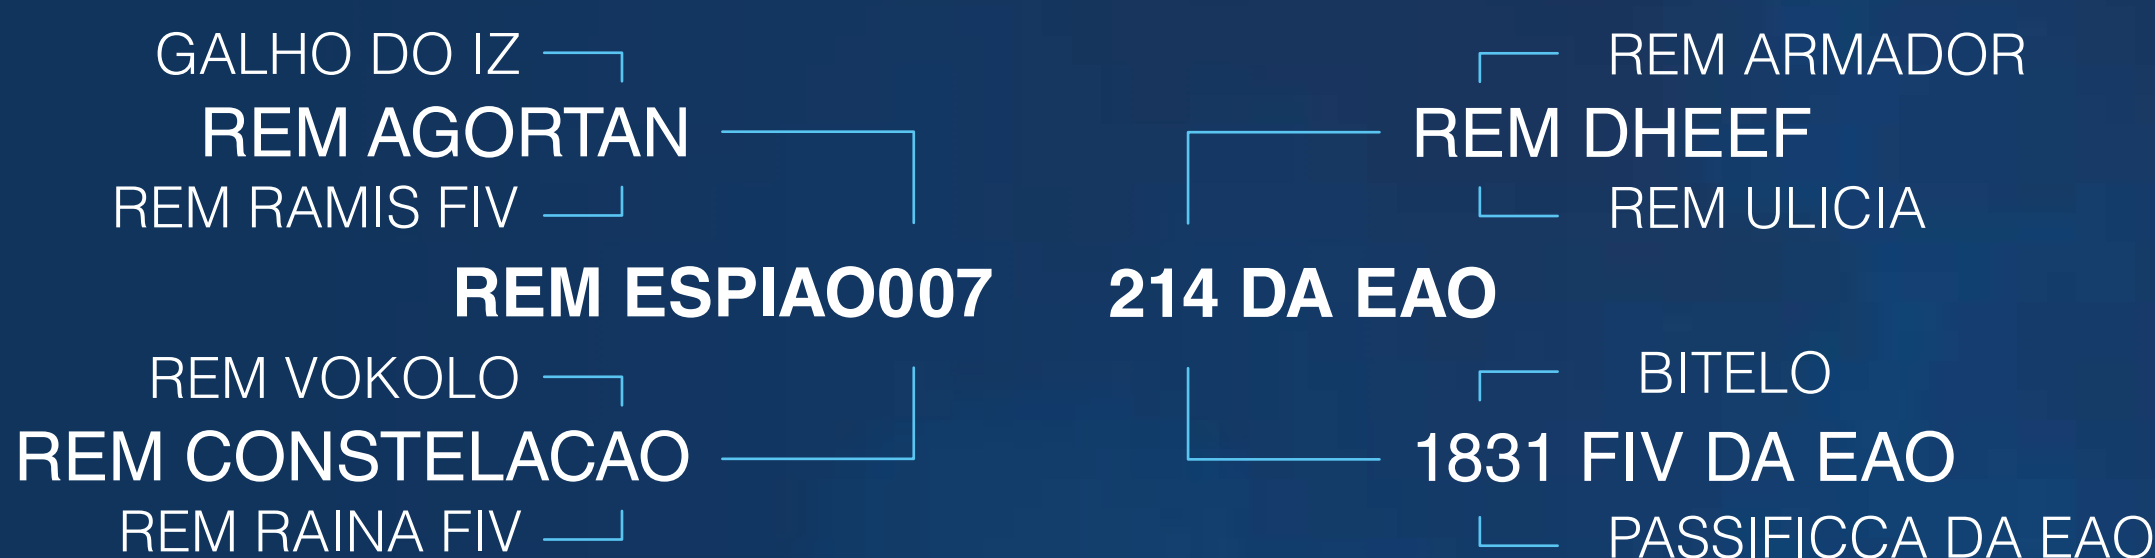 GALHO DO IZ
REM AGORTAN
REM RAMIS FIV
REM ESPIAO007
REM VOKOLO
REM CONSTELACAO
REM RAINA FIV
REM ARMADOR
REM DHEEF
REM ULICIA
214 DA EAO
BITELO
1831 FIV DA EAO
PASSIFICCA DA EAO